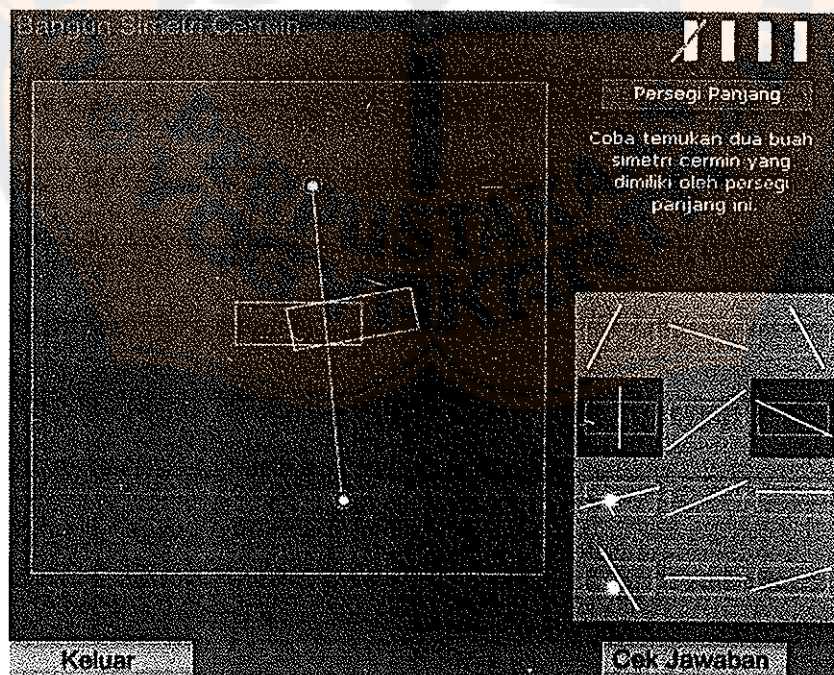 Bangun Simetri Cermin
Persegi Panjang
Coba temukan dua buah
simetri cermin yang
dimiliki oleh persegi
panjang ini.
PERPUSTAKAAN
Keluar
Cek Jawaban